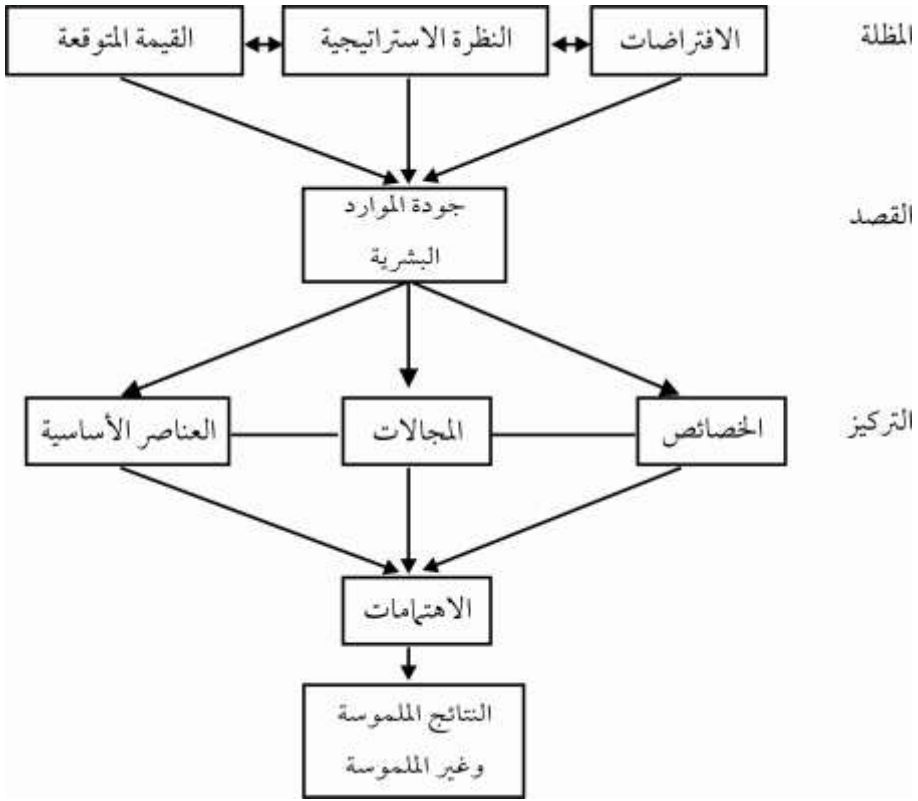 المظلة
الافتراضات
النظرة الاستراتيجية
القيمة المتوقعة
القصد
جودة الموارد
البشرية
التركيز
الخصائص
المجالات
العناصر الأساسية
الاهتمامات
النتائج الملموسة
وغير الملموسة